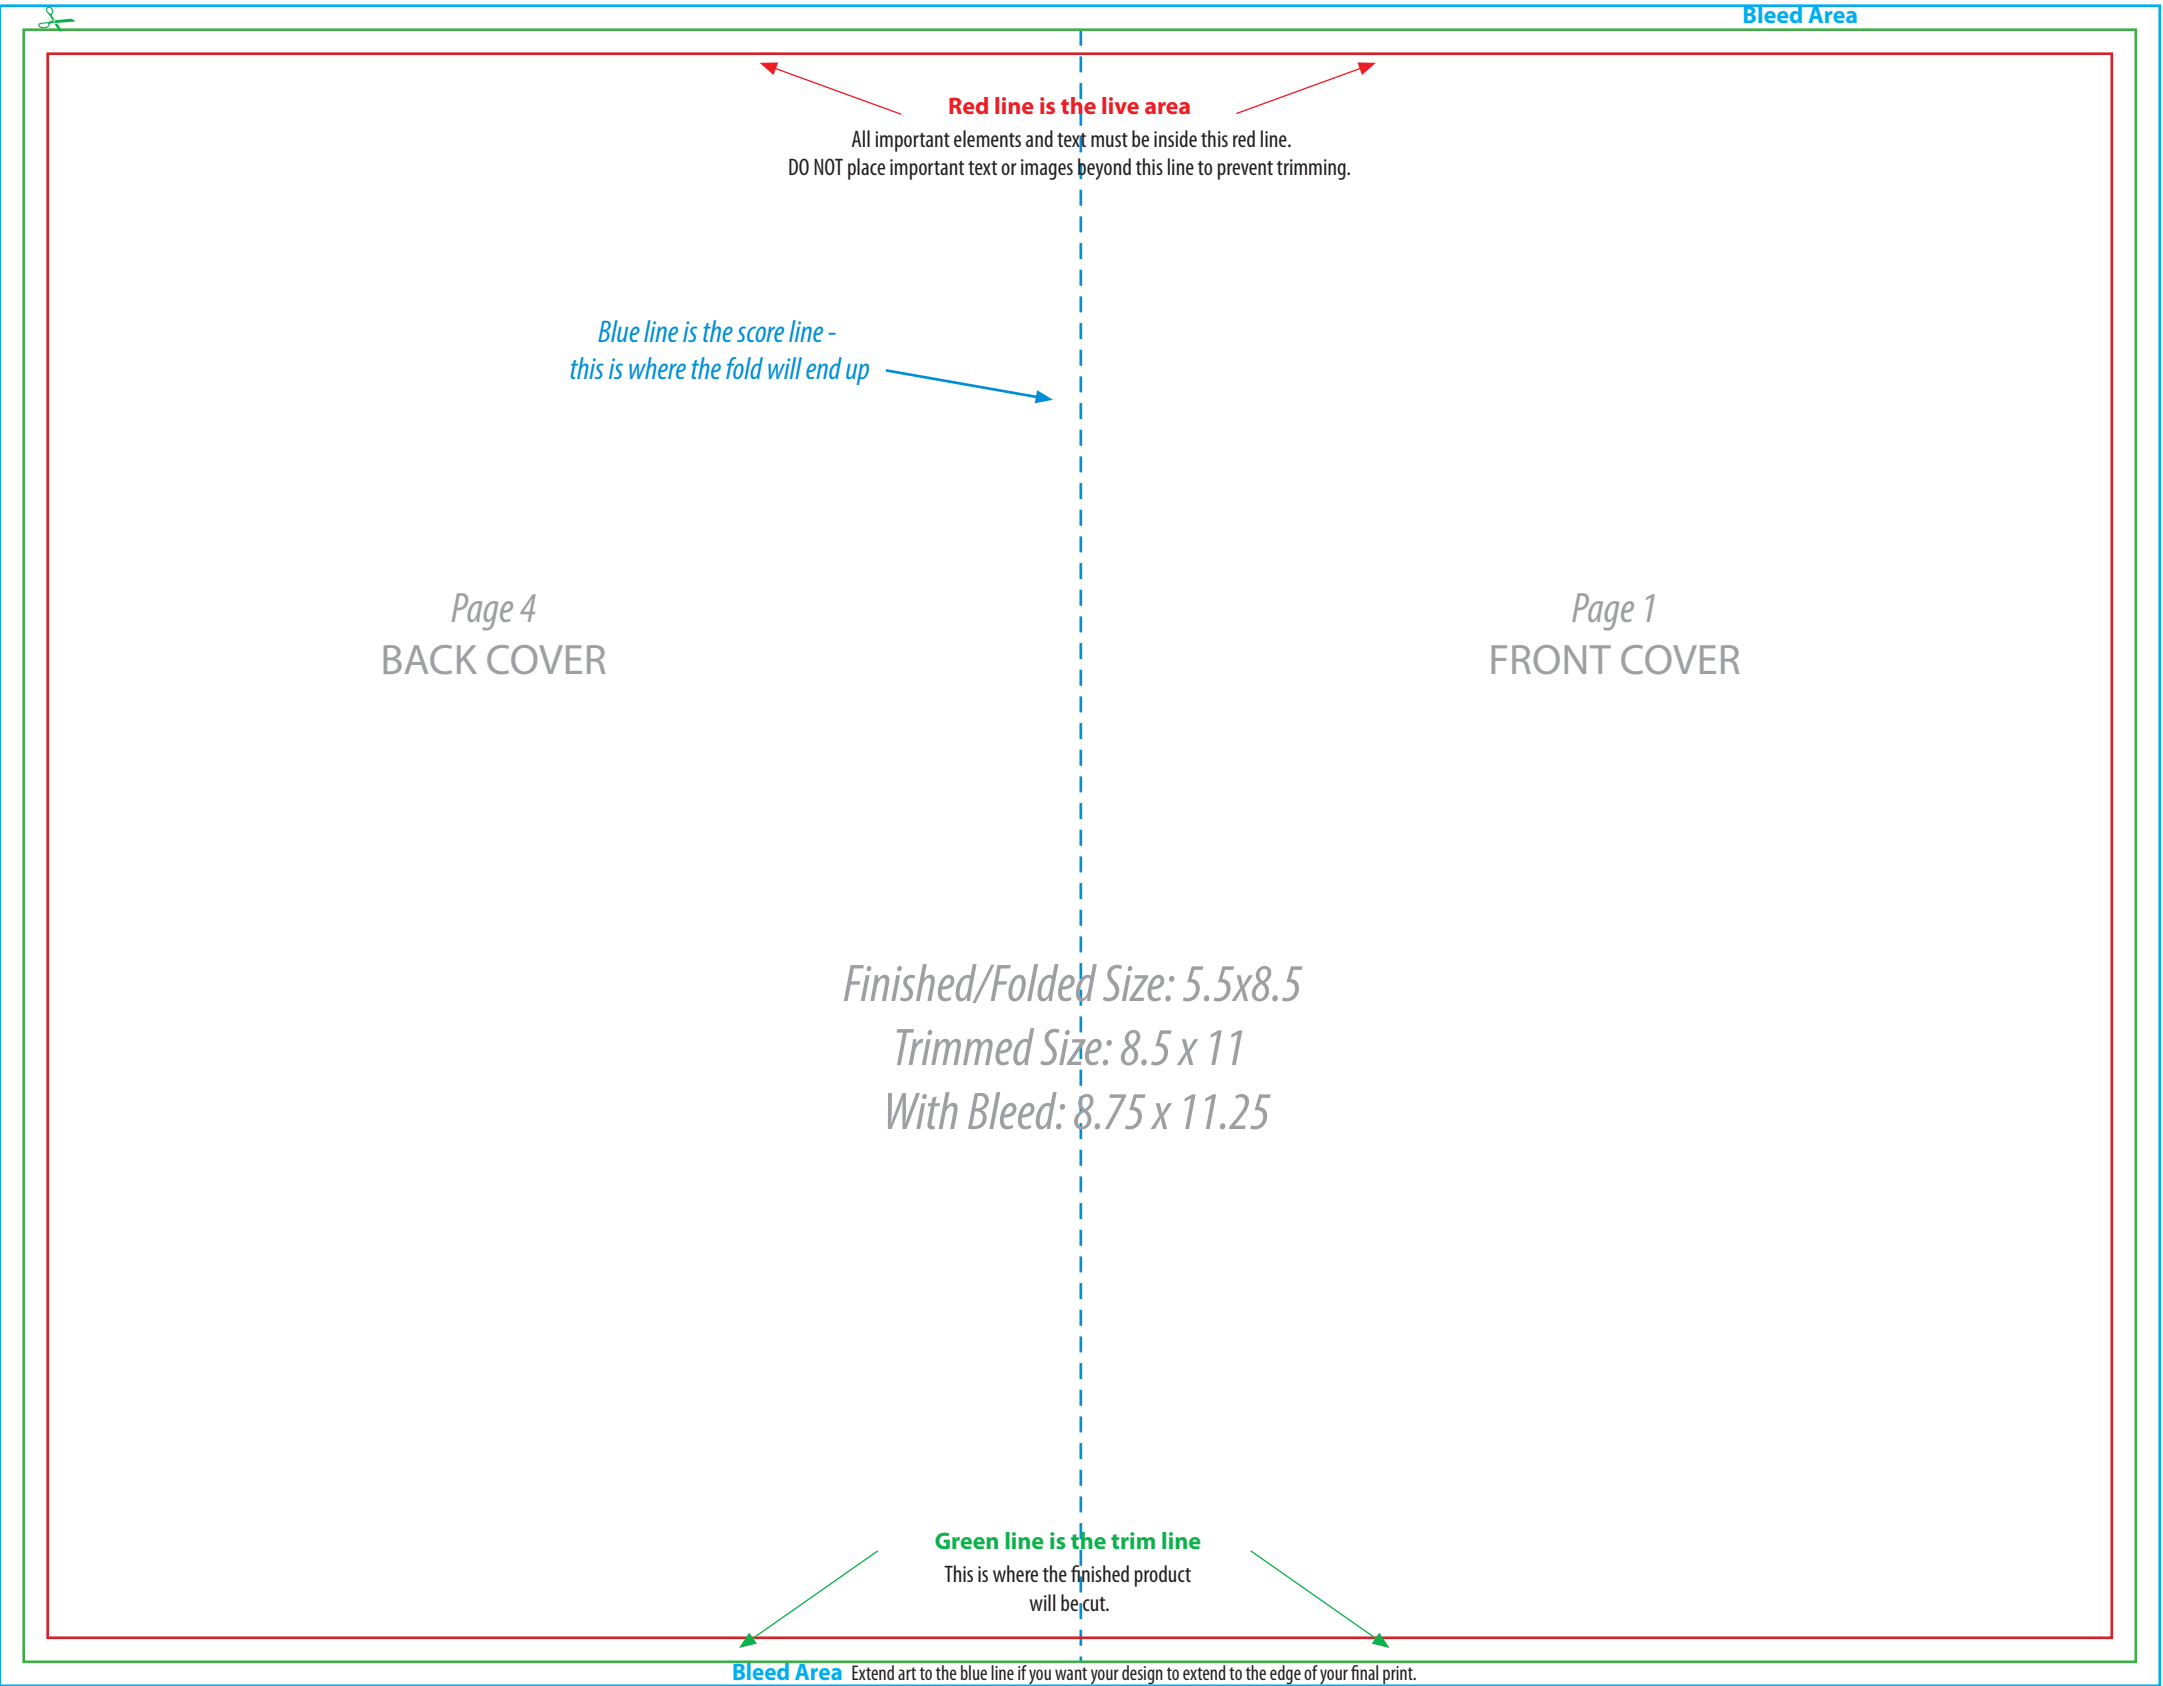 Bleed Area
Red line is the live area
All important elements and text must be inside this red line.
DO NOT place important text or images beyond this line to prevent trimming.
Blue line is the score line -
this is where the fold will end up
Page 4
BACK COVER
Page 1
FRONT COVER
Finished/Folded Size: 5.5x8.5
Trimmed Size: 8.5 x 11
With Bleed: 8.75 x 11.25
Green line is the trim line
This is where the finished product
will be cut.
Bleed Area Extend art to the blue line if you want your design to extend to the edge of your final print.